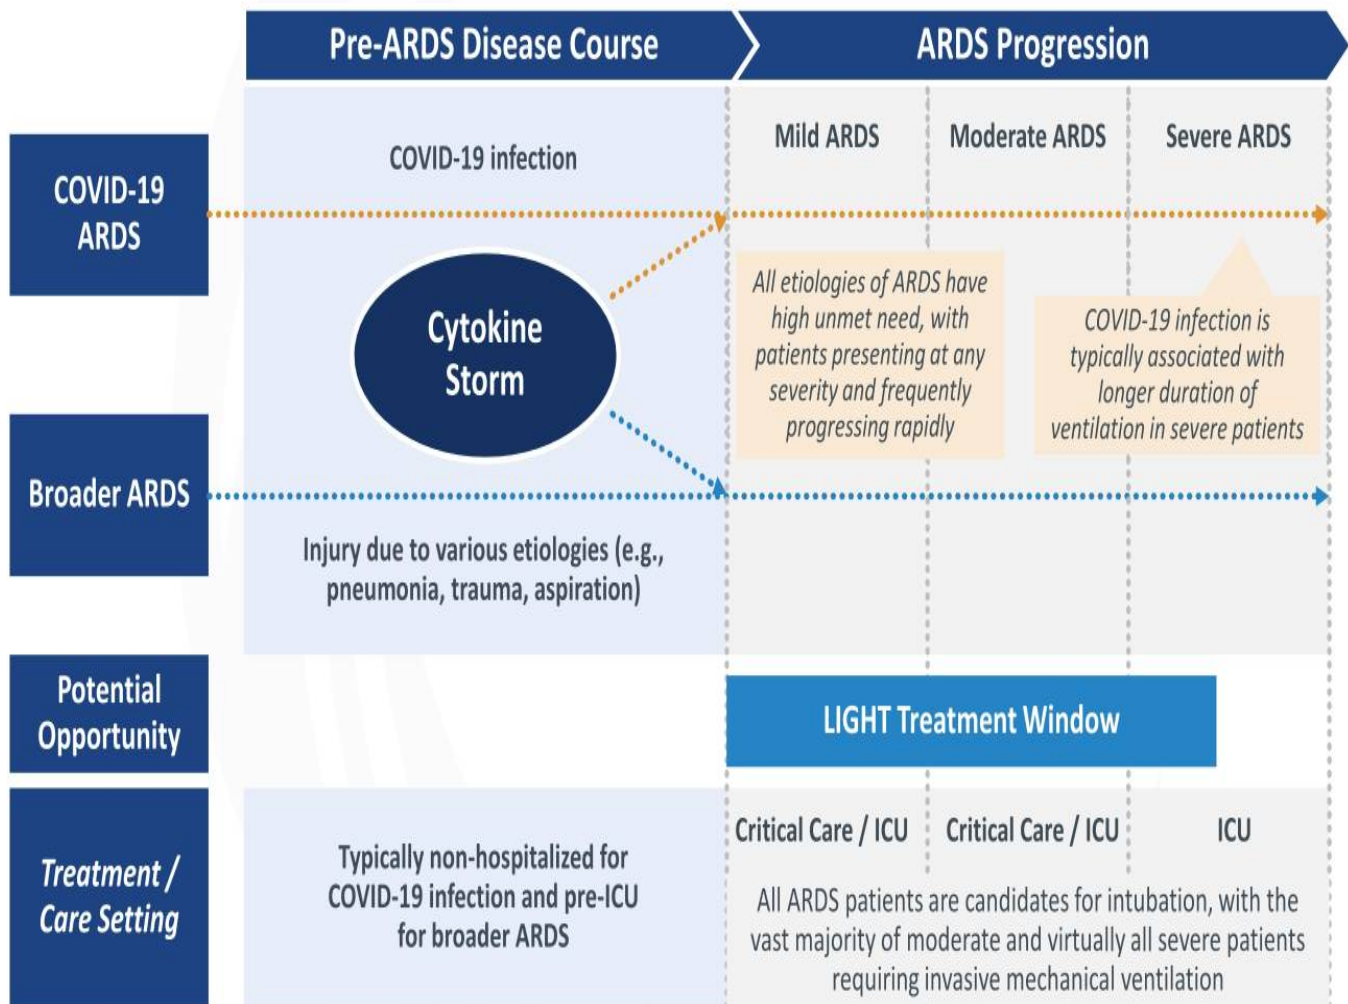 Pre-ARDS Disease Course
ARDS Progression
COVID-19
ARDS
COVID-19 infection
Mild ARDS
Moderate ARDS
Severe ARDS
Cytokine
Storm
All etiologies of ARDS have
high unmet need, with
patients presenting at any
severity and frequently
progressing rapidly
COVID-19 infection is
typically associated with
longer duration of
ventilation in severe patients
Broader ARDS
Injury due to various etiologies (e.g.,
pneumonia, trauma, aspiration)
Potential
Opportunity
LIGHT Treatment Window
Treatment /
Care Setting
Typically non-hospitalized for
COVID-19 infection and pre-ICU
for broader ARDS
Critical Care / ICU
Critical Care / ICU
ICU
All ARDS patients are candidates for intubation, with the
vast majority of moderate and virtually all severe patients
requiring invasive mechanical ventilation